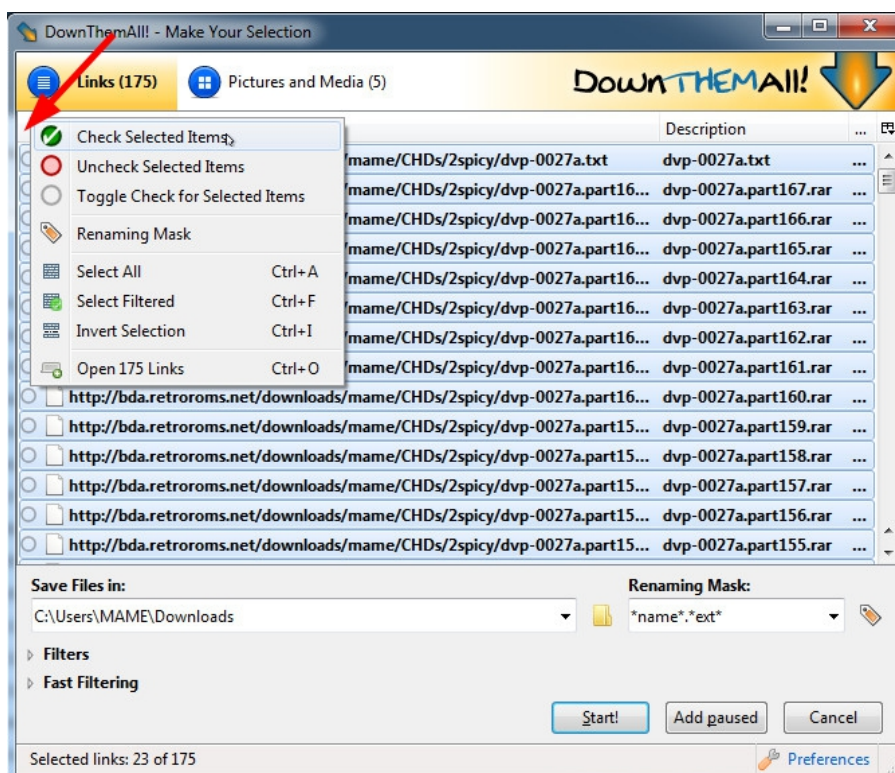 DownThemAll! - Make Your Selection
Links (175) Pictures and Media (5) DownTHEMAll!
Description ...
Check Selected Items
Uncheck Selected Items
Toggle Check for Selected Items
Renaming Mask
Select All Ctrl+A
Select Filtered Ctrl+F
Invert Selection Ctrl+I
Open 175 Links Ctrl+O
/mame/CHDs/2spicy/dvp-0027a.txt dvp-0027a.txt ...
/mame/CHDs/2spicy/dvp-0027a.part16... dvp-0027a.part167.rar ...
/mame/CHDs/2spicy/dvp-0027a.part16... dvp-0027a.part166.rar ...
/mame/CHDs/2spicy/dvp-0027a.part16... dvp-0027a.part165.rar ...
/mame/CHDs/2spicy/dvp-0027a.part16... dvp-0027a.part164.rar ...
/mame/CHDs/2spicy/dvp-0027a.part16... dvp-0027a.part163.rar ...
/mame/CHDs/2spicy/dvp-0027a.part16... dvp-0027a.part162.rar ...
/mame/CHDs/2spicy/dvp-0027a.part16... dvp-0027a.part161.rar ...
http://bda.retroroms.net/downloads/mame/CHDs/2spicy/dvp-0027a.part16... dvp-0027a.part160.rar ...
http://bda.retroroms.net/downloads/mame/CHDs/2spicy/dvp-0027a.part15... dvp-0027a.part159.rar ...
http://bda.retroroms.net/downloads/mame/CHDs/2spicy/dvp-0027a.part15... dvp-0027a.part158.rar ...
http://bda.retroroms.net/downloads/mame/CHDs/2spicy/dvp-0027a.part15... dvp-0027a.part157.rar ...
http://bda.retroroms.net/downloads/mame/CHDs/2spicy/dvp-0027a.part15... dvp-0027a.part156.rar ...
http://bda.retroroms.net/downloads/mame/CHDs/2spicy/dvp-0027a.part15... dvp-0027a.part155.rar ...
Save Files in: Renaming Mask:
C:\Users\MAME\Downloads *name*.*ext*
Filters
Fast Filtering
Start! Add paused Cancel
Selected links: 23 of 175 Preferences